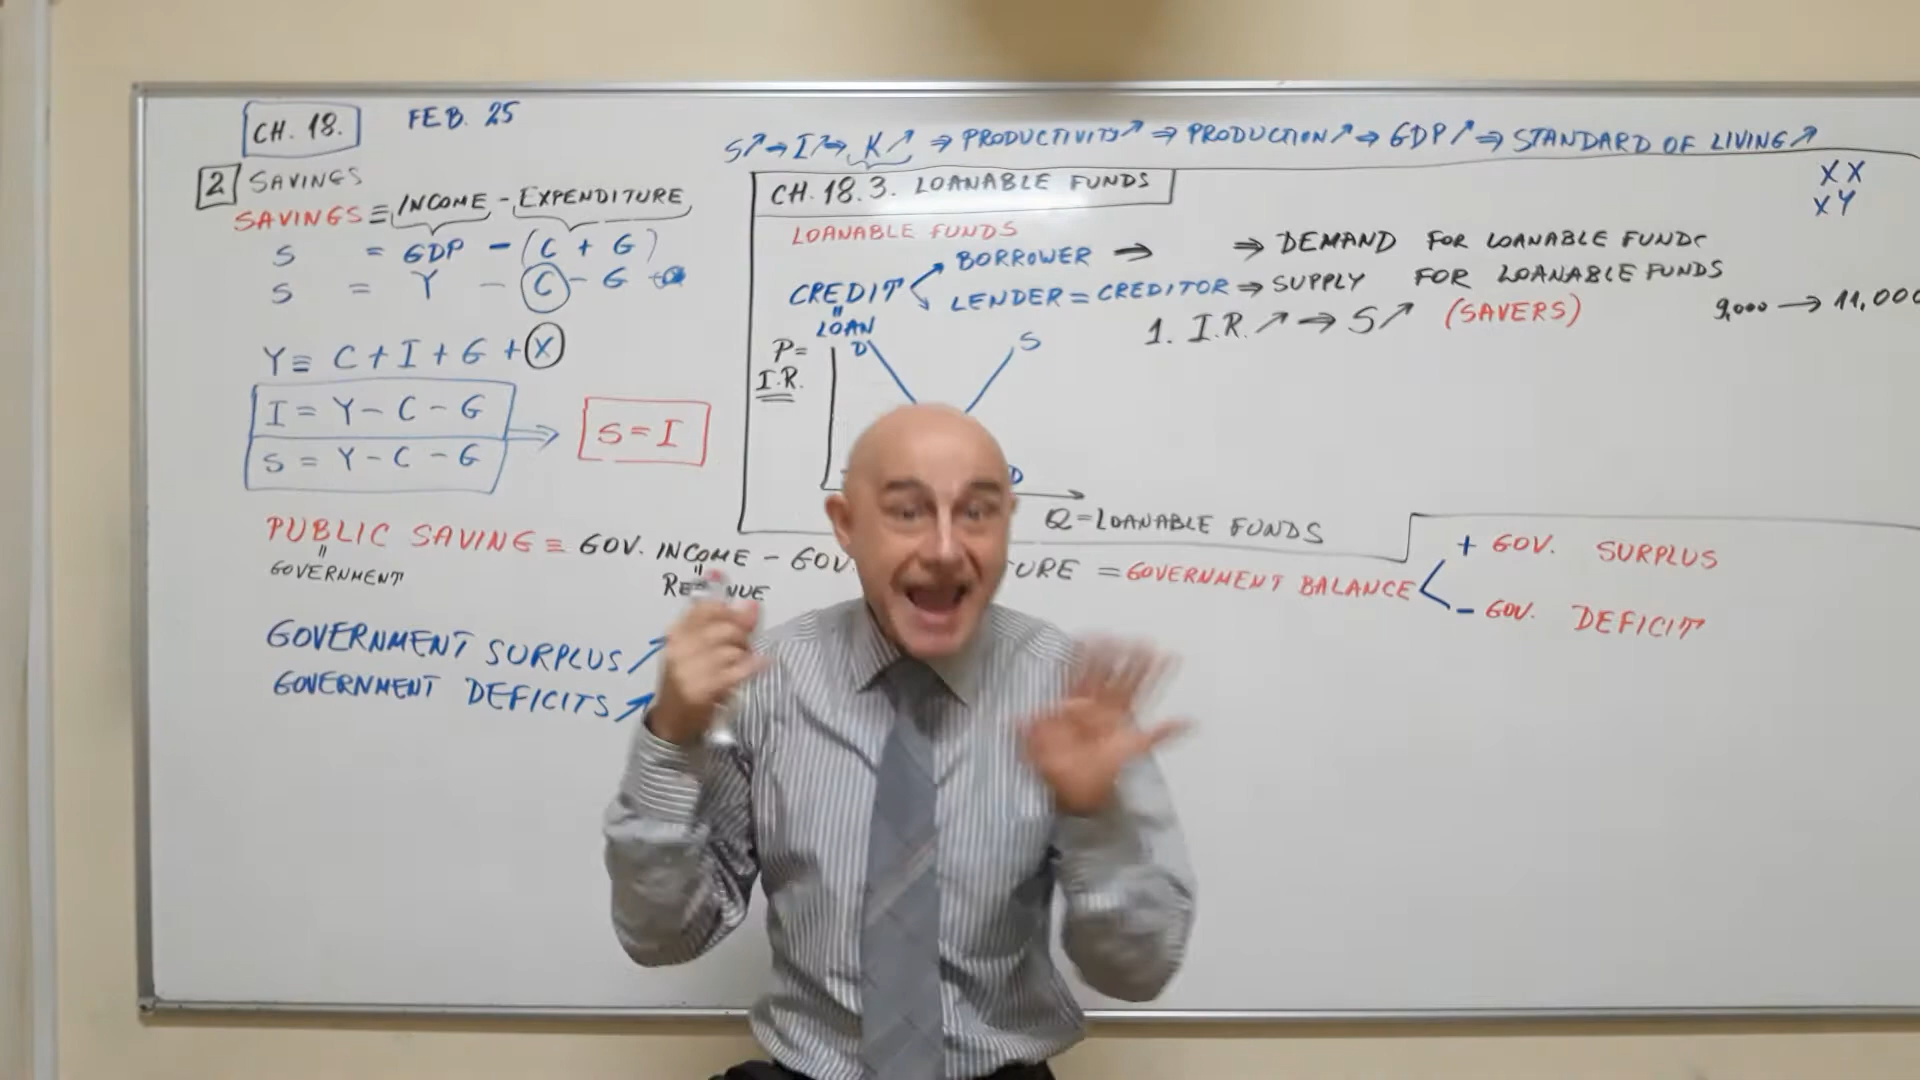 CH. 18. FEB. 25
2 SAVINGS
SAVINGS ≡ INCOME - EXPENDITURE
S = GDP - (C + G)
S = Y - C - G
Y ≡ C + I + G + X
I = Y - C - G
S = Y - C - G
⇒ S = I
S↗ → I↗ → K↗ ⇒ PRODUCTIVITY↗ ⇒ PRODUCTION↗ → GDP↗ ⇒ STANDARD OF LIVING↗
XX
XY
CH. 18.3. LOANABLE FUNDS
LOANABLE FUNDS
BORROWER → ⇒ DEMAND FOR LOANABLE FUNDS
CREDIT
LENDER = CREDITOR ⇒ SUPPLY FOR LOANABLE FUNDS
"
LOAN
1. I.R.↗ ⇒ S↗ (SAVERS) 9,000 → 11,000
P=
I.R.
D
S
D
Q=LOANABLE FUNDS
PUBLIC SAVING ≡ GOV. INCOME - GOV. URE = GOVERNMENT BALANCE
" "
GOVERNMENT
+ GOV. SURPLUS
- GOV. DEFICIT
GOVERNMENT SURPLUS↗
GOVERNMENT DEFICITS↗